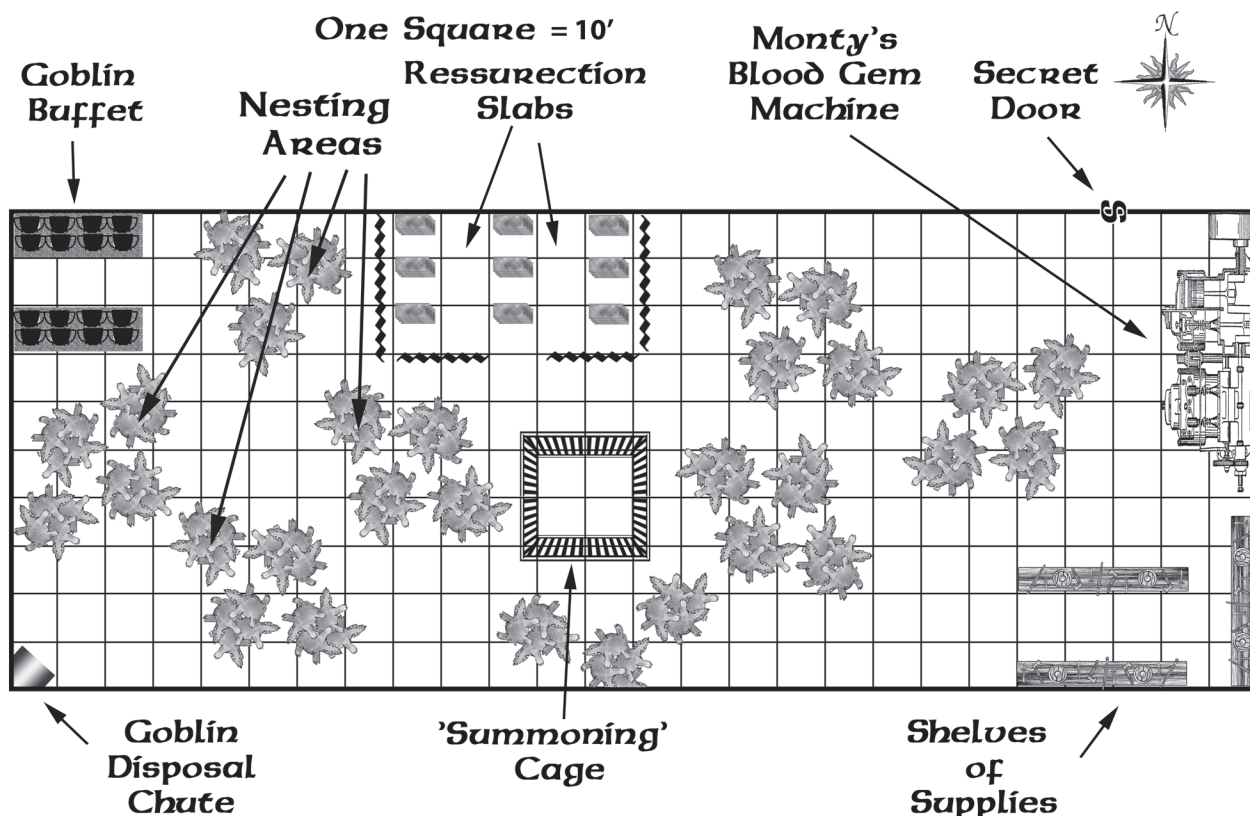 One Square = 10'
N
Goblin
Buffet
Nesting
Areas
Ressurection
Slabs
Monty's
Blood Gem
Machine
Secret
Door
S
Goblin
Disposal
Chute
'Summoning'
Cage
Shelves
of
Supplies